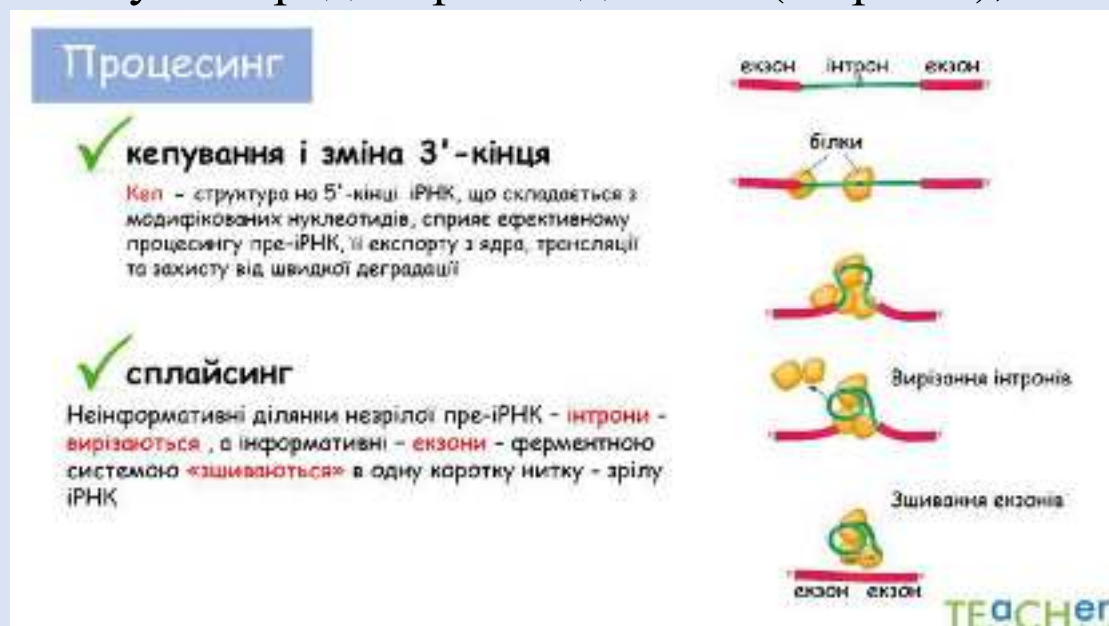 Процесинг
кепування і зміна 3'-кінця
Кеп - структура на 5'-кінці іРНК, що складається з
модифікованих нуклеотидів, сприяє ефективному
процесингу пре-іРНК, її експорту з ядра, трансляції
та захисту від швидкої деградації
сплайсинг
Неінформативні ділянки незрілої пре-іРНК - інтрони -
вирізаються , а інформативні - екзони - ферментною
системою «зшиваються» в одну коротку нитку - зрілу
іРНК
екзон інтрон екзон
білки
Вирізання інтронів
Зшивання екзонів
екзон екзон
TEaCHer